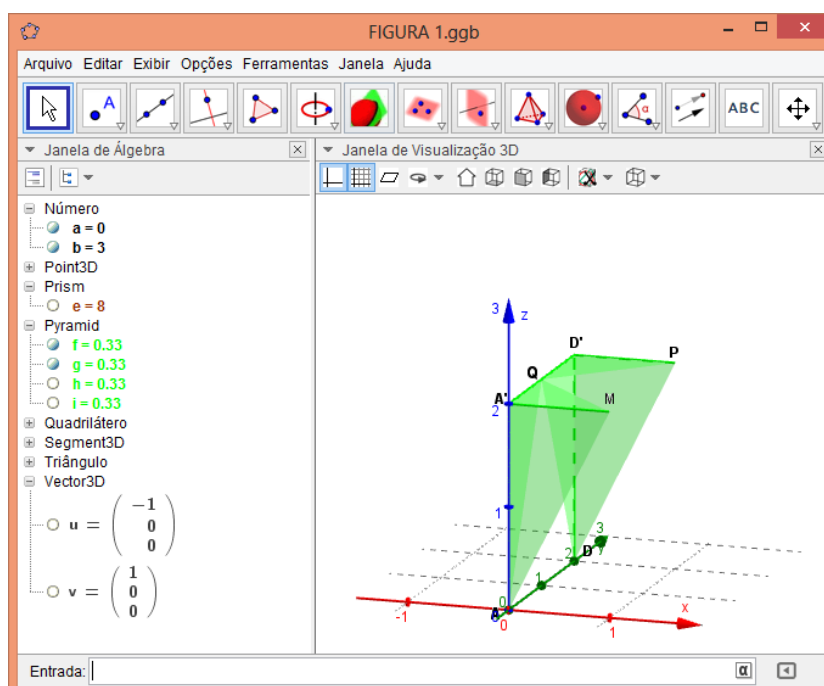 FIGURA 1.ggb
Arquivo Editar Exibir Opções Ferramentas Janela Ajuda
A
α
ABC
Janela de Álgebra
Janela de Visualização 3D
Número
a = 0
b = 3
Point3D
Prism
e = 8
Pyramid
f = 0.33
g = 0.33
h = 0.33
i = 0.33
Quadrilátero
Segment3D
Triângulo
Vector3D
u = ( -1
0
0 )
v = ( 1
0
0 )
3 z
D'
P
Q
A'
M
2
1
3
2 D y
1
0
A
-1 0 1 x
Entrada:
α